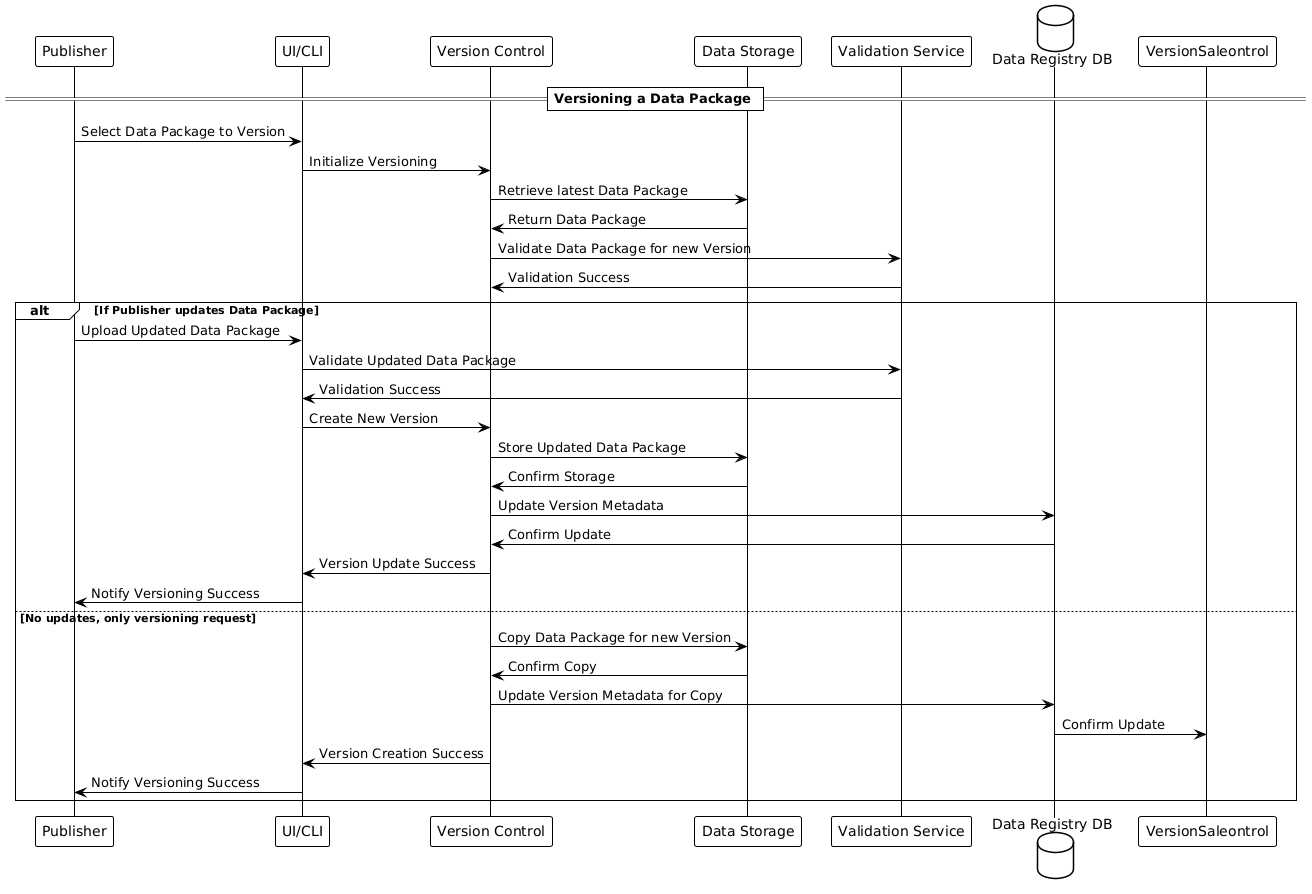 Publisher
UI/CLI
Version Control
Data Storage
Validation Service
Data Registry DB
VersionSaleontrol
Versioning a Data Package
Select Data Package to Version
Initialize Versioning
Retrieve latest Data Package
Return Data Package
Validate Data Package for new Version
Validation Success
alt [If Publisher updates Data Package]
Upload Updated Data Package
Validate Updated Data Package
Validation Success
Create New Version
Store Updated Data Package
Confirm Storage
Update Version Metadata
Confirm Update
Version Update Success
Notify Versioning Success
[No updates, only versioning request]
Copy Data Package for new Version
Confirm Copy
Update Version Metadata for Copy
Confirm Update
Version Creation Success
Notify Versioning Success
Publisher
UI/CLI
Version Control
Data Storage
Validation Service
Data Registry DB
VersionSaleontrol